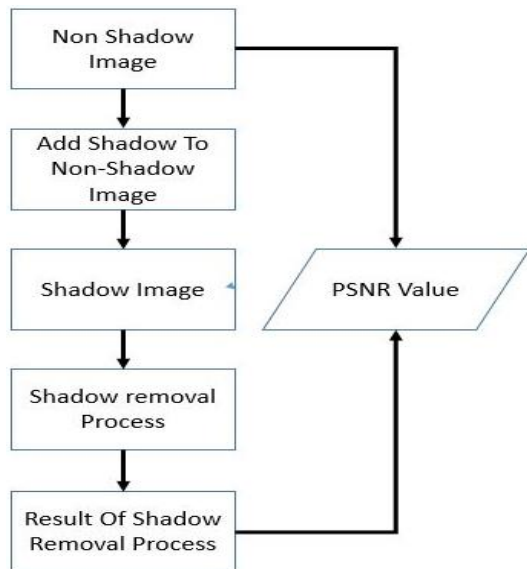 Non Shadow
Image
Add Shadow To
Non-Shadow
Image
Shadow Image
PSNR Value
Shadow removal
Process
Result Of Shadow
Removal Process